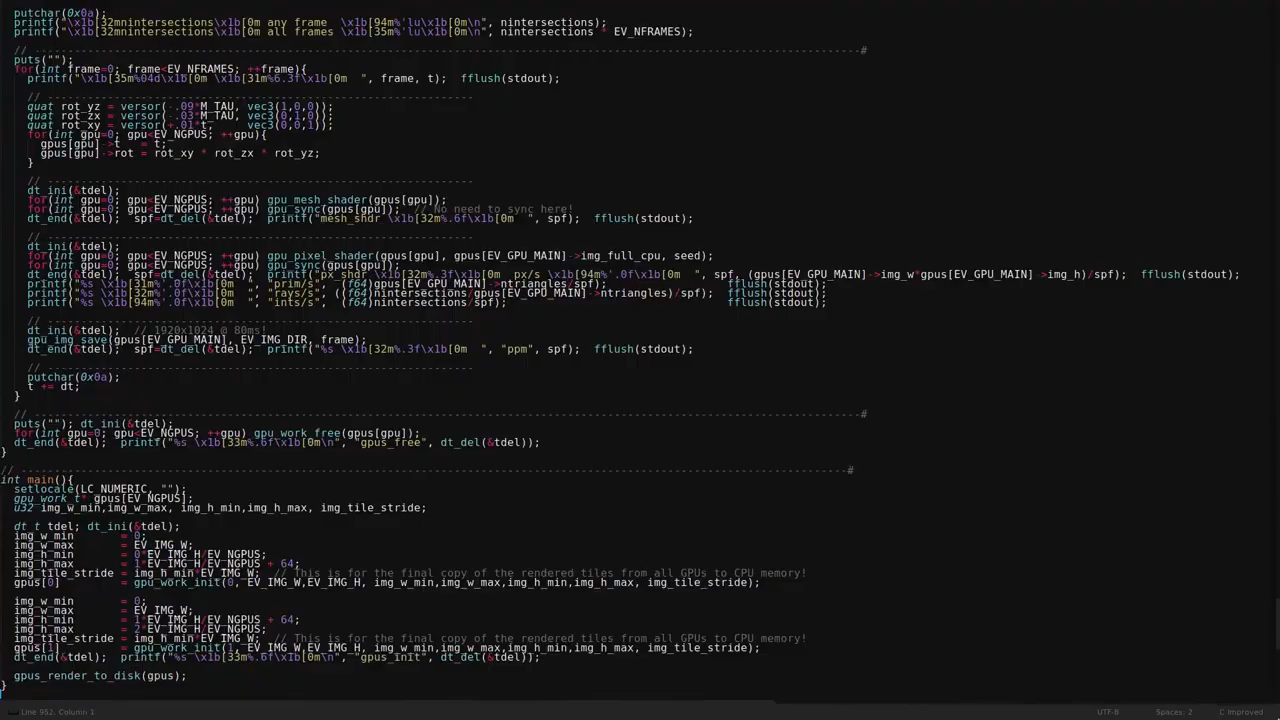 putchar(0x0a);
printf("\x1b[32mnintersections\x1b[0m any frame  \x1b[94m%'lu\x1b[0m\n", nintersections);
printf("\x1b[32mnintersections\x1b[0m all frames \x1b[35m%'lu\x1b[0m\n", nintersections * EV_NFRAMES);
// ----------------------------------------------------------------------------------------------------------------------------#
puts("");
for(int frame=0; frame<EV_NFRAMES; ++frame){
printf("\x1b[35m%04d\x1b[0m \x1b[31m%6.3f\x1b[0m  ", frame, t);  fflush(stdout);
// ------------------------------------------------------------------
quat rot_yz = versor(-.09*M_TAU, vec3(1,0,0));
quat rot_zx = versor(-.03*M_TAU, vec3(0,1,0));
quat rot_xy = versor(+.01*t,     vec3(0,0,1));
for(int gpu=0; gpu<EV_NGPUS; ++gpu){
gpus[gpu]->t   = t;
gpus[gpu]->rot = rot_xy * rot_zx * rot_yz;
}
// ------------------------------------------------------------------
dt_ini(&tdel);
for(int gpu=0; gpu<EV_NGPUS; ++gpu) gpu_mesh_shader(gpus[gpu]);
for(int gpu=0; gpu<EV_NGPUS; ++gpu) gpu_sync(gpus[gpu]);  // No need to sync here!
dt_end(&tdel);  spf=dt_del(&tdel);  printf("mesh_shdr \x1b[32m%.6f\x1b[0m  ", spf);  fflush(stdout);
// ------------------------------------------------------------------
dt_ini(&tdel);
for(int gpu=0; gpu<EV_NGPUS; ++gpu) gpu_pixel_shader(gpus[gpu], gpus[EV_GPU_MAIN]->img_full_cpu, seed);
for(int gpu=0; gpu<EV_NGPUS; ++gpu) gpu_sync(gpus[gpu]);
dt_end(&tdel);  spf=dt_del(&tdel);  printf("px_shdr \x1b[32m%.3f\x1b[0m  px/s \x1b[94m%'.0f\x1b[0m  ", spf, (gpus[EV_GPU_MAIN]->img_w*gpus[EV_GPU_MAIN]->img_h)/spf);  fflush(stdout);
printf("%s \x1b[31m%'.0f\x1b[0m  ", "prim/s",  (f64)gpus[EV_GPU_MAIN]->ntriangles/spf);                   fflush(stdout);
printf("%s \x1b[32m%'.0f\x1b[0m  ", "rays/s", ((f64)nintersections/gpus[EV_GPU_MAIN]->ntriangles)/spf);  fflush(stdout);
printf("%s \x1b[94m%'.0f\x1b[0m  ", "ints/s",  (f64)nintersections/spf);                                 fflush(stdout);
// ------------------------------------------------------------------
dt_ini(&tdel);  // 1920x1024 @ 80ms!
gpu_img_save(gpus[EV_GPU_MAIN], EV_IMG_DIR, frame);
dt_end(&tdel);  spf=dt_del(&tdel);  printf("%s \x1b[32m%.3f\x1b[0m  ", "ppm", spf);  fflush(stdout);
// ------------------------------------------------------------------
putchar(0x0a);
t += dt;
}
// ----------------------------------------------------------------------------------------------------------------------------#
puts(""); dt_ini(&tdel);
for(int gpu=0; gpu<EV_NGPUS; ++gpu) gpu_work_free(gpus[gpu]);
dt_end(&tdel);  printf("%s \x1b[33m%.6f\x1b[0m\n", "gpus_free", dt_del(&tdel));
}
// ----------------------------------------------------------------------------------------------------------------------------#
int main(){
setlocale(LC_NUMERIC, "");
gpu_work_t* gpus[EV_NGPUS];
u32 img_w_min,img_w_max, img_h_min,img_h_max, img_tile_stride;
dt_t tdel; dt_ini(&tdel);
img_w_min       = 0;
img_w_max       = EV_IMG_W;
img_h_min       = 0*EV_IMG_H/EV_NGPUS;
img_h_max       = 1*EV_IMG_H/EV_NGPUS + 64;
img_tile_stride = img_h_min*EV_IMG_W;  // This is for the final copy of the rendered tiles from all GPUs to CPU memory!
gpus[0]         = gpu_work_init(0, EV_IMG_W,EV_IMG_H, img_w_min,img_w_max,img_h_min,img_h_max, img_tile_stride);
img_w_min       = 0;
img_w_max       = EV_IMG_W;
img_h_min       = 1*EV_IMG_H/EV_NGPUS + 64;
img_h_max       = 2*EV_IMG_H/EV_NGPUS;
img_tile_stride = img_h_min*EV_IMG_W;  // This is for the final copy of the rendered tiles from all GPUs to CPU memory!
gpus[1]         = gpu_work_init(1, EV_IMG_W,EV_IMG_H, img_w_min,img_w_max,img_h_min,img_h_max, img_tile_stride);
dt_end(&tdel);  printf("%s \x1b[33m%.6f\x1b[0m\n", "gpus_init", dt_del(&tdel));
gpus_render_to_disk(gpus);
}
Line 952, Column 1 UTF-8 Spaces: 2 C Improved